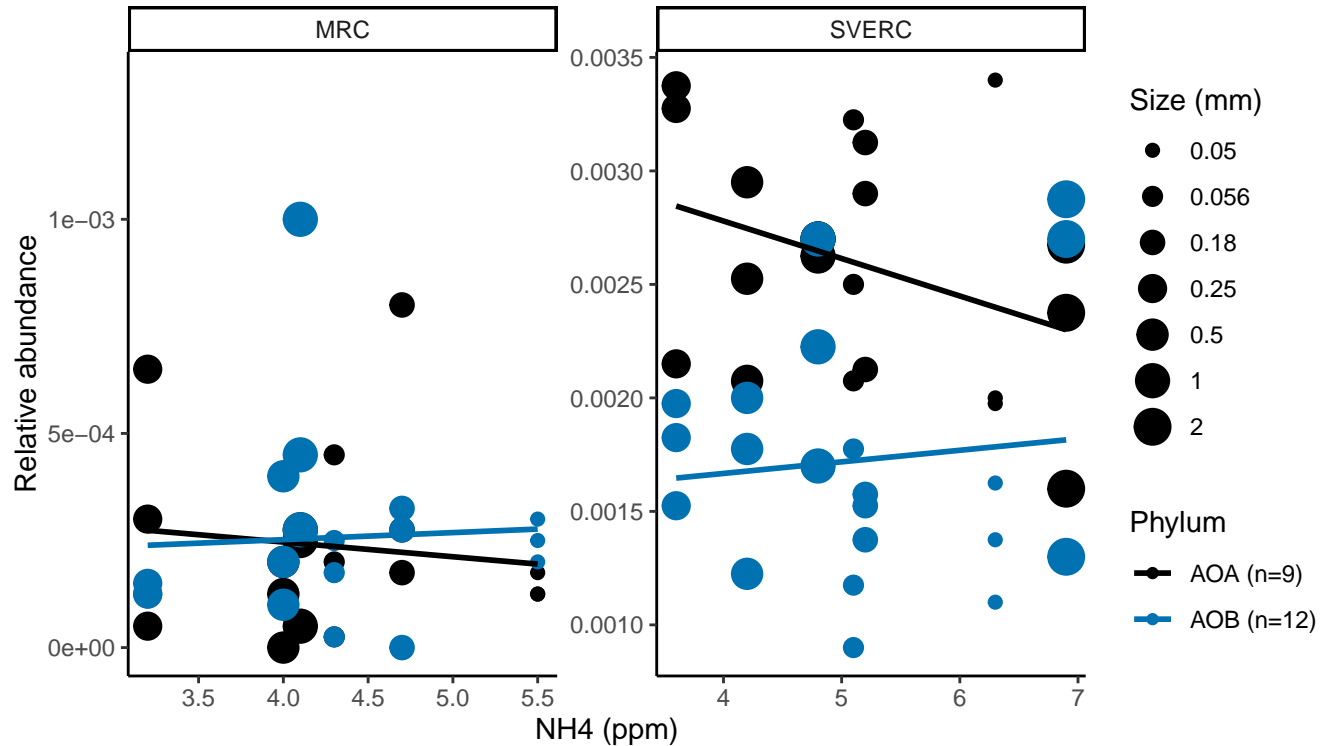 MRC
SVERC
Relative abundance
1e−03
5e−04
0e+00
3.5 4.0 4.5 5.0 5.5
0.0035
0.0030
0.0025
0.0020
0.0015
0.0010
4 5 6 7
NH4 (ppm)
Size (mm)
0.05
0.056
0.18
0.25
0.5
1
2
Phylum
AOA (n=9)
AOB (n=12)